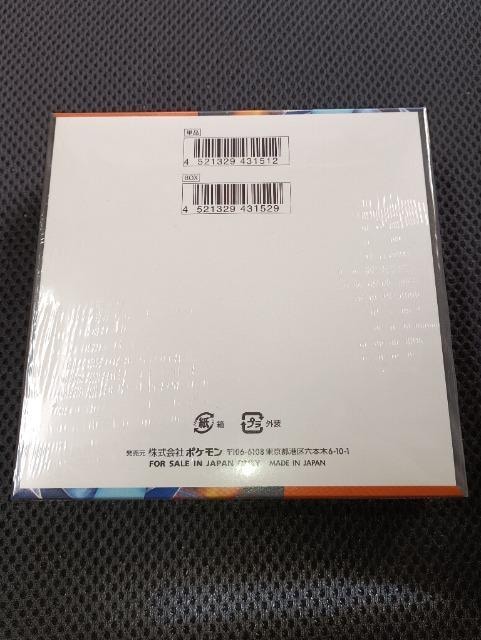 単品
4 521329 431512
BOX
4 521329 431529
紙 箱 プラ 外装
発売元 株式会社 ポケモン 〒106-6108 東京都港区六本木6-10-1
FOR SALE IN JAPAN ONLY MADE IN JAPAN